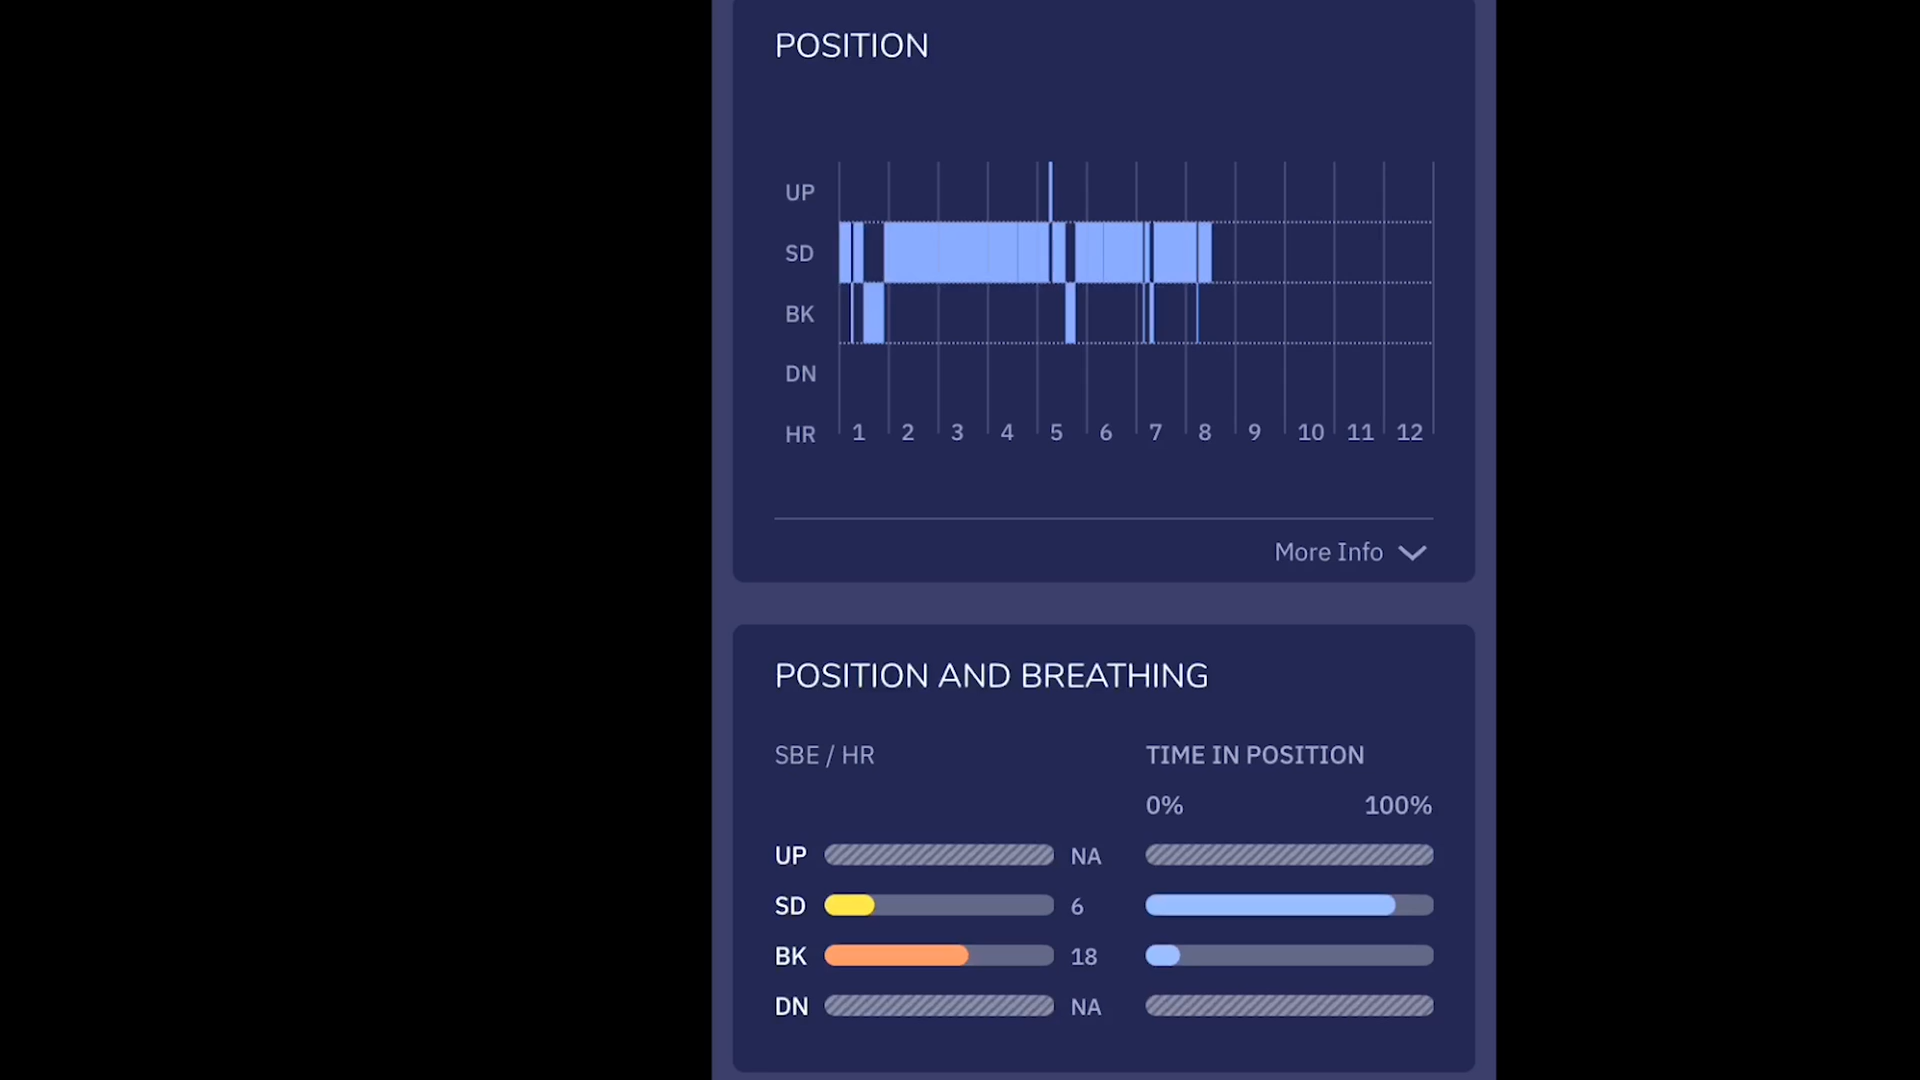 POSITION
UP
SD
BK
DN
HR 1 2 3 4 5 6 7 8 9 10 11 12
More Info
POSITION AND BREATHING
SBE / HR TIME IN POSITION
0% 100%
UP NA
SD 6
BK 18
DN NA